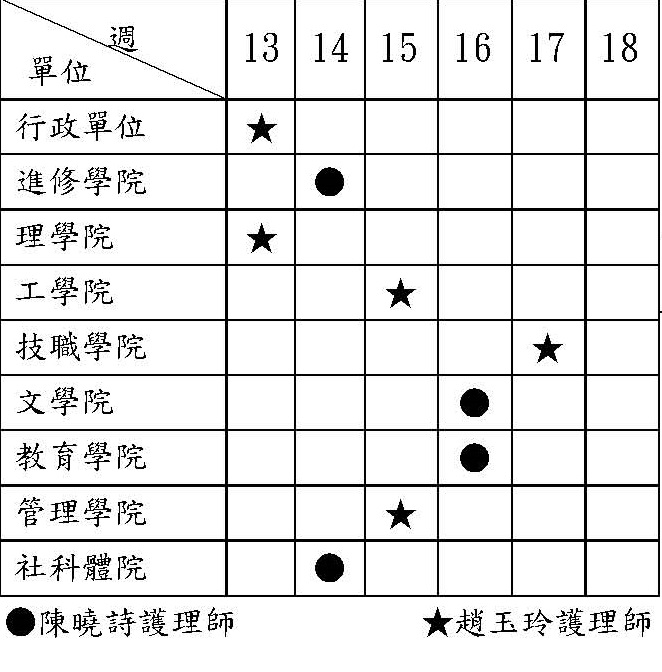 週 13 14 15 16 17 18
單位
行政單位 ★
進修學院 ●
理學院 ★
工學院 ★
技職學院 ★
文學院 ●
教育學院 ●
管理學院 ★
社科體院 ●
●陳曉詩護理師 ★趙玉玲護理師